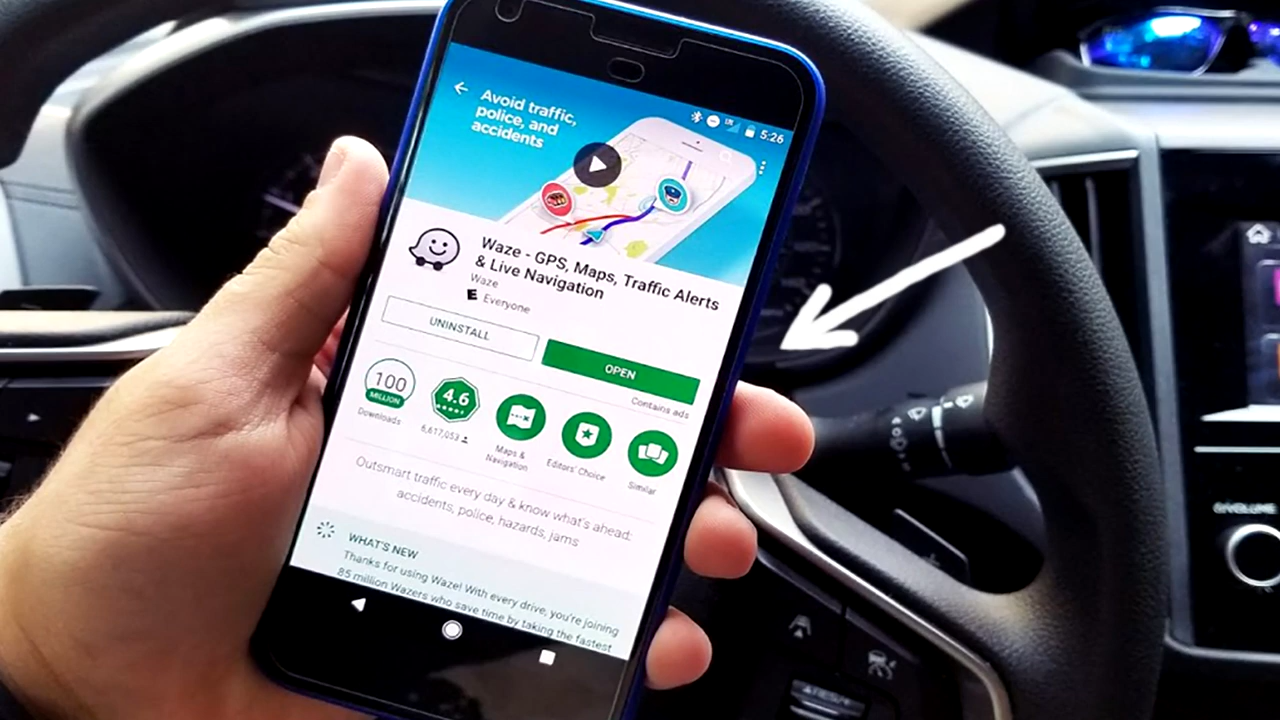 Avoid traffic,
police, and
accidents
LTE
5:26
Waze - GPS, Maps, Traffic Alerts
& Live Navigation
Waze
E Everyone
UNINSTALL
OPEN
Contains ads
100
MILLION
Downloads
4.6
6,617,053
Maps &
Navigation
Editors' Choice
Similar
Outsmart traffic every day & know what's ahead:
accidents, police, hazards, jams
WHAT'S NEW
Thanks for using Waze! With every drive, you're joining
85 million Wazers who save time by taking the fastest
VOLUME